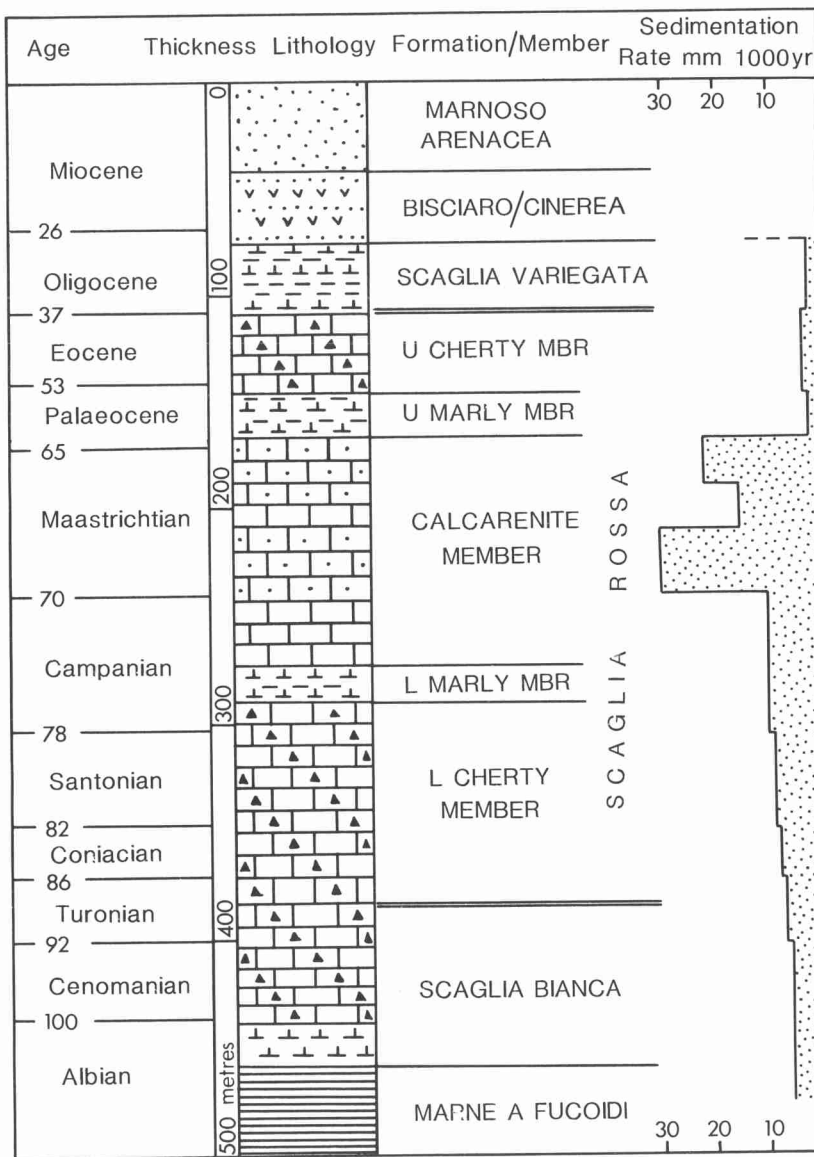 Age Thickness Lithology Formation/Member Sedimentation
Rate mm 1000yr
30 20 10
0
MARNOSO
ARENACEA
Miocene
BISCIARO/CINEREA
26
Oligocene
SCAGLIA VARIEGATA
100
37
Eocene
U CHERTY MBR
53
Palaeocene
U MARLY MBR
65
200
Maastrichtian
CALCARENITE
MEMBER
70
Campanian
L MARLY MBR
300
78
Santonian
L CHERTY
MEMBER
SCAGLIA ROSSA
82
Coniacian
86
Turonian
400
92
Cenomanian
SCAGLIA BIANCA
100
Albian
500 metres
MARNE A FUCOIDI
30 20 10